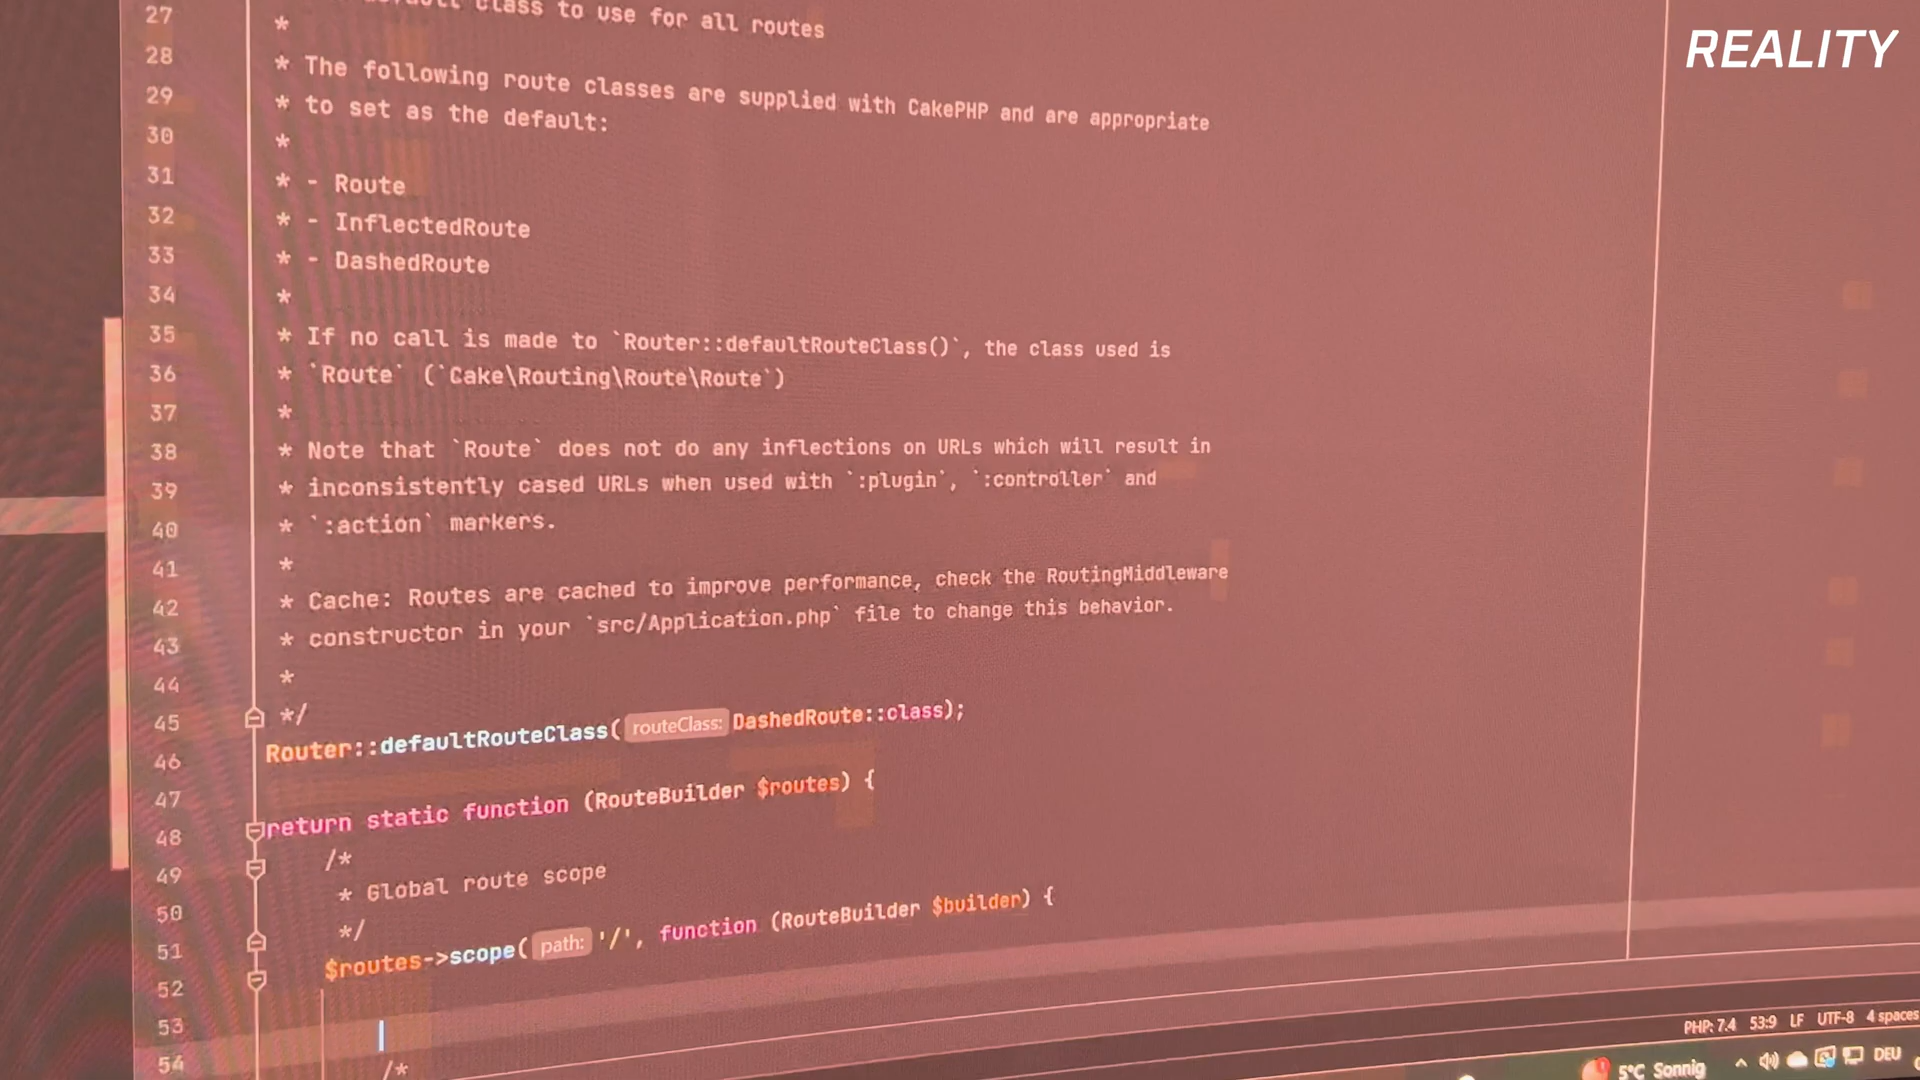 REALITY
27 * class to use for all routes
28 *
29 * The following route classes are supplied with CakePHP and are appropriate
30 * to set as the default:
31 *
32 * - Route
33 * - InflectedRoute
34 * - DashedRoute
35 *
36 * If no call is made to `Router::defaultRouteClass()`, the class used is
37 * `Route` (`Cake\Routing\Route\Route`)
38 *
39 * Note that `Route` does not do any inflections on URLs which will result in
40 * inconsistently cased URLs when used with `:plugin`, `:controller` and
41 * `:action` markers.
42 *
43 * Cache: Routes are cached to improve performance, check the RoutingMiddleware
44 * constructor in your `src/Application.php` file to change this behavior.
45 *
46 */
47 Router::defaultRouteClass( routeClass: DashedRoute::class);
48
49 return static function (RouteBuilder $routes) {
50 /*
51 * Global route scope
52 */
53 $routes->scope( path: '/', function (RouteBuilder $builder) {
54
/*
PHP: 7.4 53:9 LF UTF-8 4 spaces
5°C Sonnig DEU